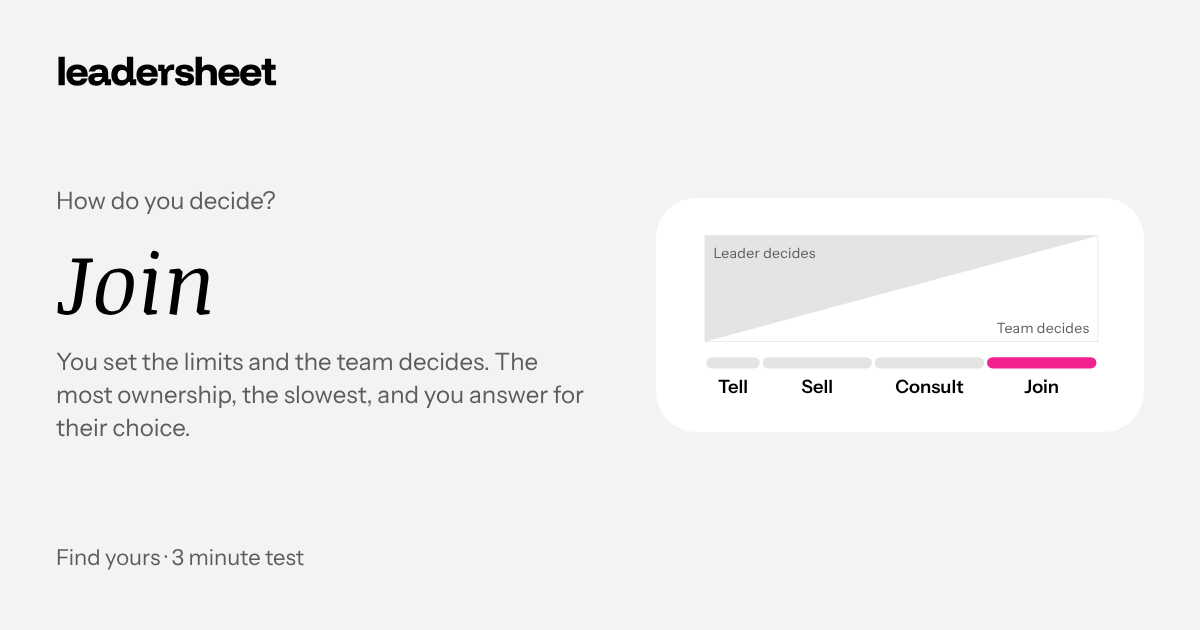 leadersheet
How do you decide?
Join
You set the limits and the team decides. The
most ownership, the slowest, and you answer for
their choice.
Leader decides
Team decides
Tell
Sell
Consult
Join
Find yours · 3 minute test